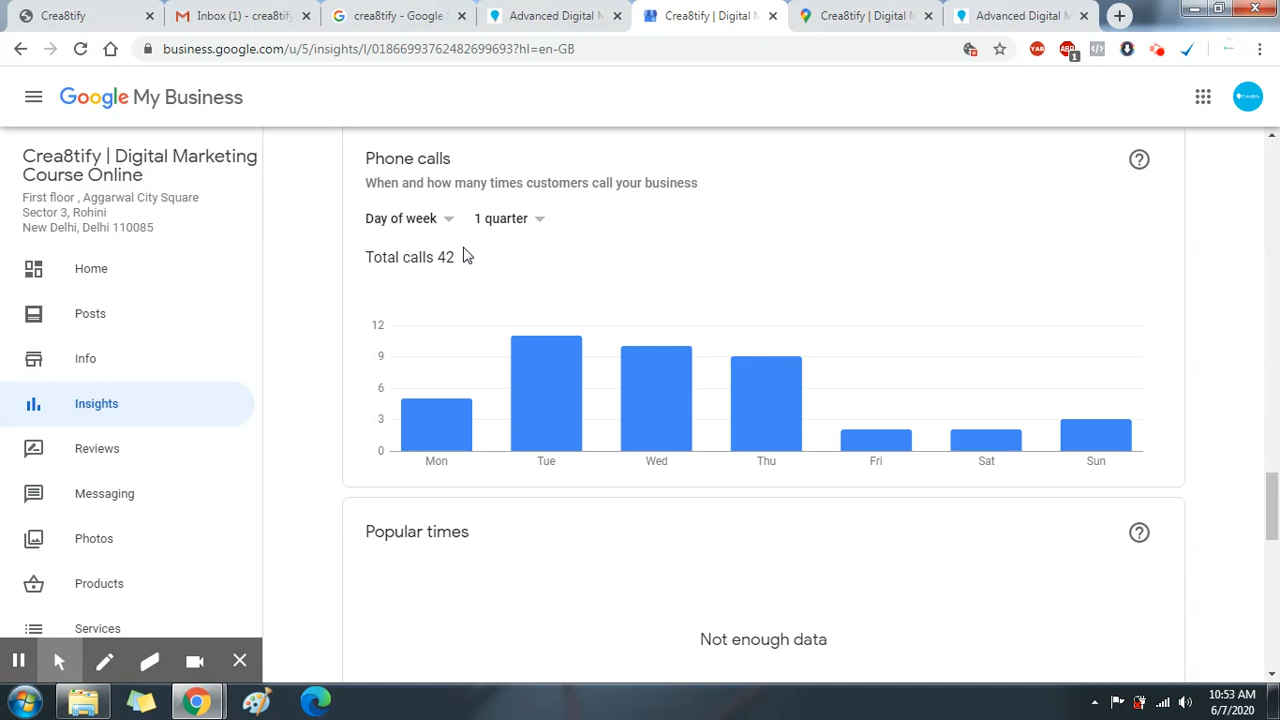 Crea8tify
Inbox (1) - crea8tify
crea8tify - Google S
Advanced Digital M
Crea8tify | Digital M
Crea8tify | Digital M
Advanced Digital M
business.google.com/u/5/insights/l/01866993762482699693?hl=en-GB
YAB
ABP
1
Google My Business
Crea8tify | Digital Marketing
Course Online
First floor , Aggarwal City Square
Sector 3, Rohini
New Delhi, Delhi 110085
Home
Posts
Info
Insights
Reviews
Messaging
Photos
Products
Services
Phone calls
When and how many times customers call your business
Day of week 1 quarter
Total calls 42
12
9
6
3
0
Mon Tue Wed Thu Fri Sat Sun
Popular times
Not enough data
10:53 AM
6/7/2020